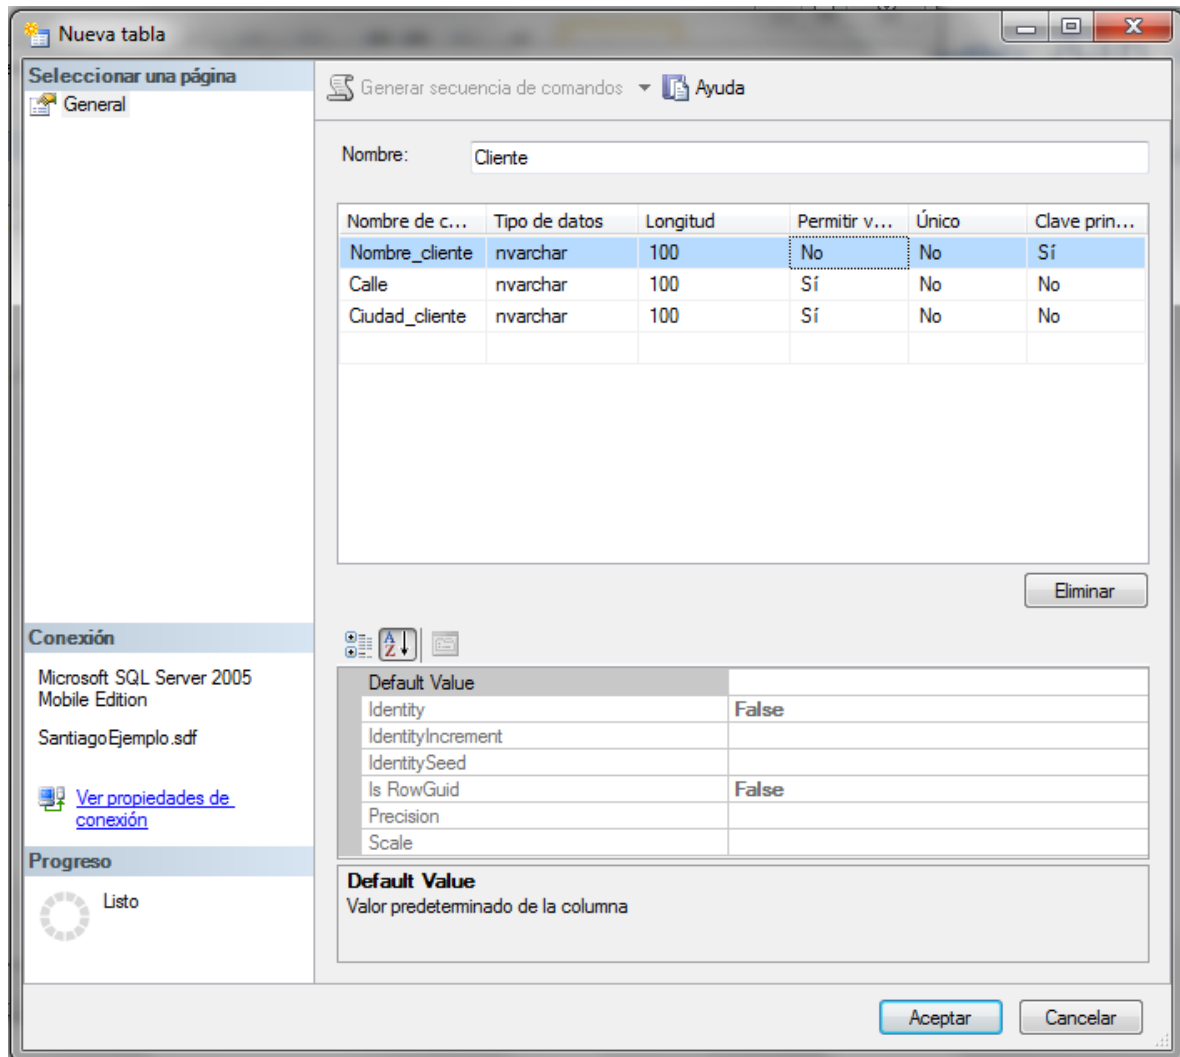 Nueva tabla
Seleccionar una página
General
Generar secuencia de comandos Ayuda
Nombre: Cliente
Nombre de c... Tipo de datos Longitud Permitir v... Único Clave prin...
Nombre_cliente nvarchar 100 No No Sí
Calle nvarchar 100 Sí No No
Ciudad_cliente nvarchar 100 Sí No No
Eliminar
Conexión
Microsoft SQL Server 2005
Mobile Edition
SantiagoEjemplo.sdf
Ver propiedades de
conexión
Progreso
Listo
Default Value
Identity False
IdentityIncrement
IdentitySeed
Is RowGuid False
Precision
Scale
Default Value
Valor predeterminado de la columna
Aceptar Cancelar